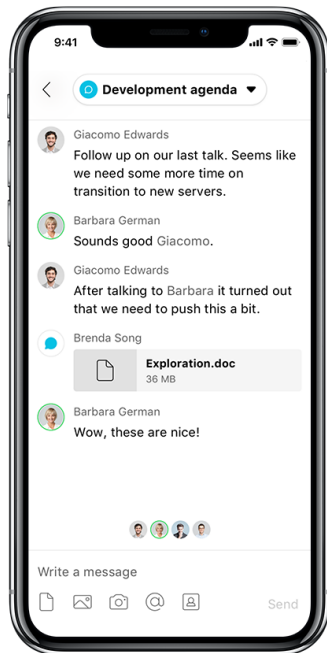 9:41
Development agenda
Giacomo Edwards
Follow up on our last talk. Seems like
we need some more time on
transition to new servers.
Barbara German
Sounds good Giacomo.
Giacomo Edwards
After talking to Barbara it turned out
that we need to push this a bit.
Brenda Song
Exploration.doc
36 MB
Barbara German
Wow, these are nice!
Write a message
Send